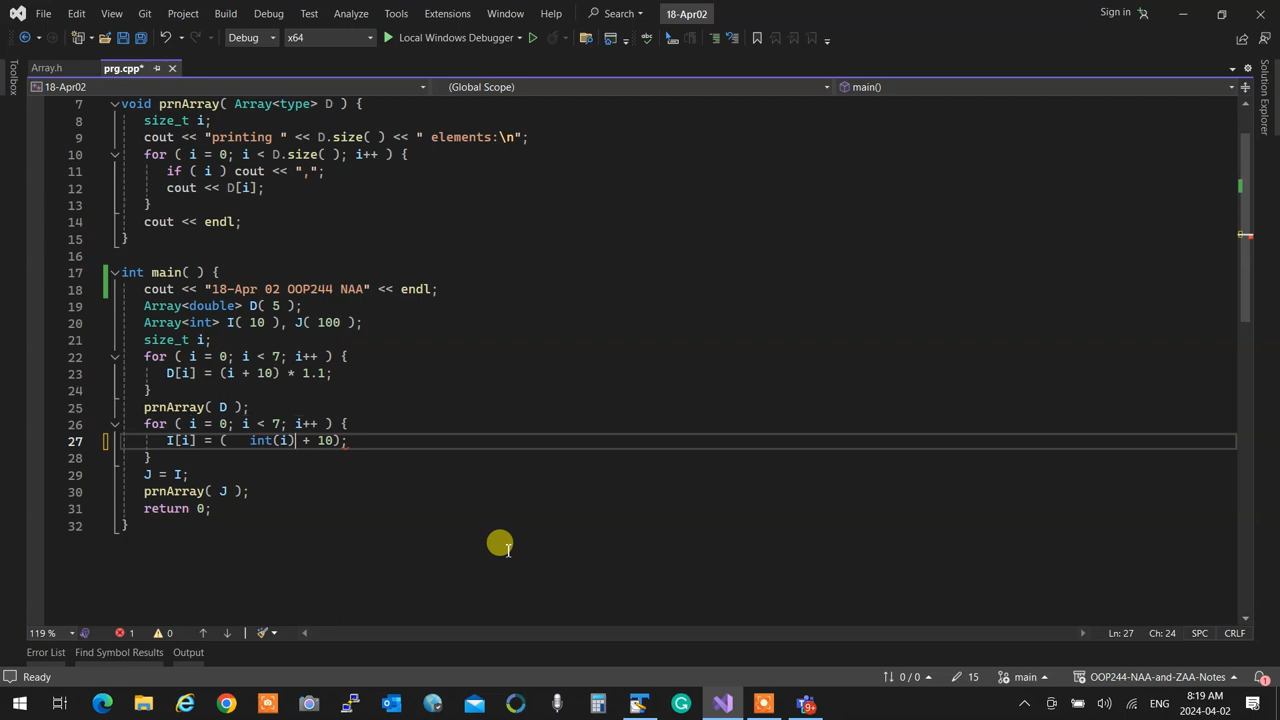 File Edit View Git Project Build Debug Test Analyze Tools Extensions Window Help Search 18-Apr02 Sign in
Debug x64 Local Windows Debugger
Toolbox
Array.h prg.cpp*
18-Apr02 (Global Scope) main()
Solution Explorer
7 void prnArray( Array<type> D ) {
8 size_t i;
9 cout << "printing " << D.size( ) << " elements:\n";
10 for ( i = 0; i < D.size( ); i++ ) {
11 if ( i ) cout << ",";
12 cout << D[i];
13 }
14 cout << endl;
15 }
16
17 int main( ) {
18 cout << "18-Apr 02 OOP244 NAA" << endl;
19 Array<double> D( 5 );
20 Array<int> I( 10 ), J( 100 );
21 size_t i;
22 for ( i = 0; i < 7; i++ ) {
23 D[i] = (i + 10) * 1.1;
24 }
25 prnArray( D );
26 for ( i = 0; i < 7; i++ ) {
27 I[i] = (   int(i) + 10);
28 }
29 J = I;
30 prnArray( J );
31 return 0;
32 }
119 % 1 0 Ln: 27 Ch: 24 SPC CRLF
Error List Find Symbol Results Output
Ready 0 / 0 15 main OOP244-NAA-and-ZAA-Notes 1
9+ ENG 8:19 AM
2024-04-02